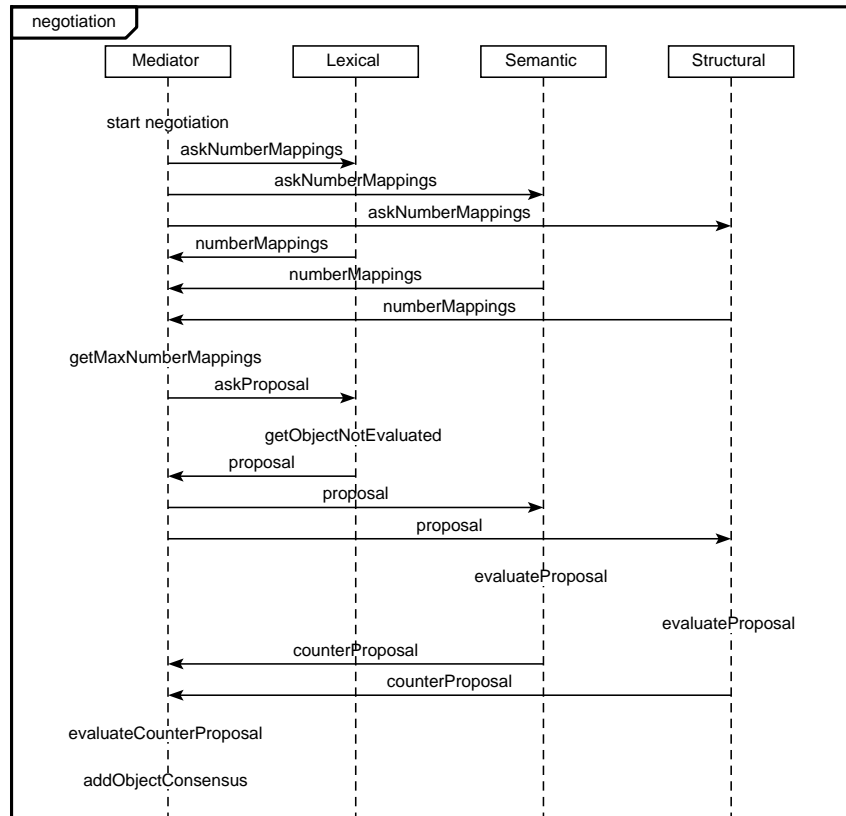 negotiation
Mediator
Lexical
Semantic
Structural
start negotiation
askNumberMappings
askNumberMappings
askNumberMappings
numberMappings
numberMappings
numberMappings
getMaxNumberMappings
askProposal
getObjectNotEvaluated
proposal
proposal
proposal
evaluateProposal
evaluateProposal
counterProposal
counterProposal
evaluateCounterProposal
addObjectConsensus